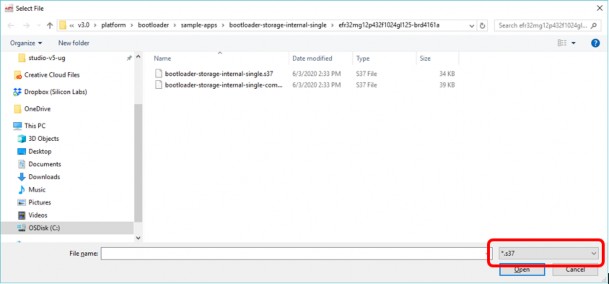 Select File
« v3.0 › platform › bootloader › sample-apps › bootloader-storage-internal-single › efr32mg12p432f1024gl125-brd4161a
Search efr32mg12p432f1024gl...
Organize New folder
Name Date modified Type Size
studio-v5-ug
Creative Cloud Files
Dropbox (Silicon Labs)
OneDrive
This PC
3D Objects
Desktop
Documents
Downloads
Music
Pictures
Videos
OSDisk (C:)
bootloader-storage-internal-single.s37 6/3/2020 2:33 PM S37 File 34 KB
bootloader-storage-internal-single-com... 6/3/2020 2:33 PM S37 File 39 KB
File name: *.s37
Open Cancel